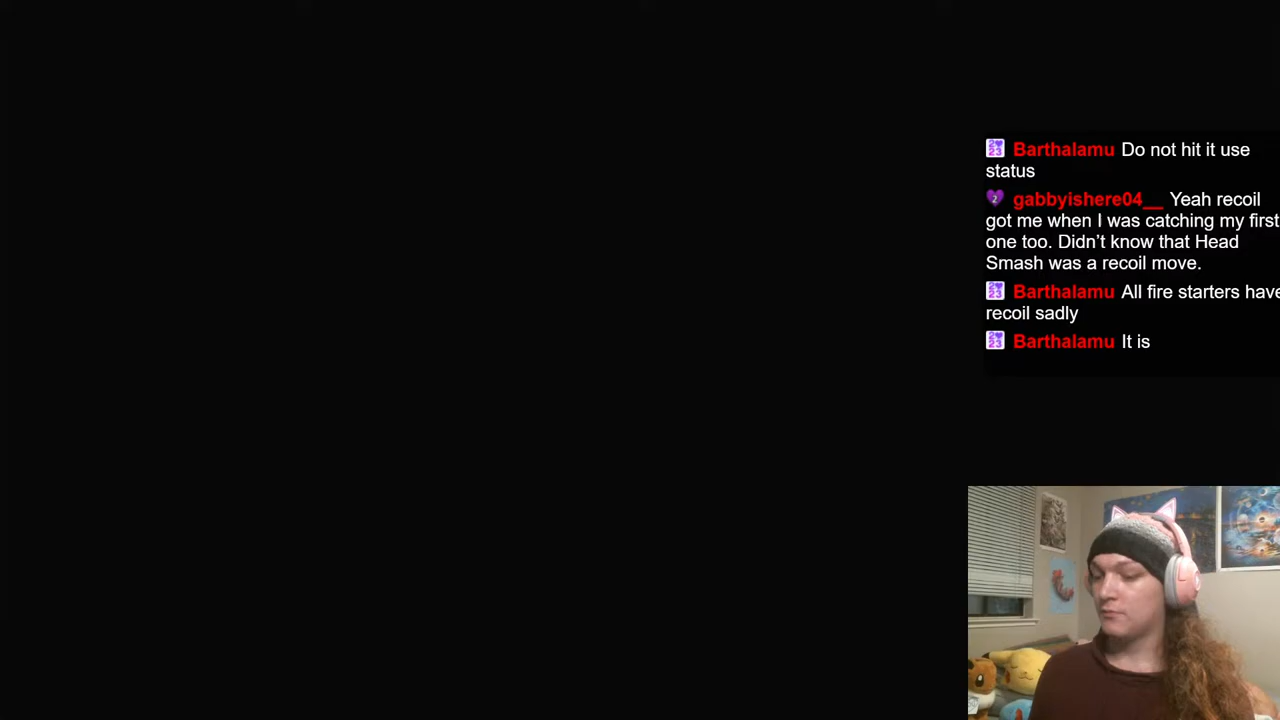 Barthalamu Do not hit it use
status
gabbyishere04__ Yeah recoil
got me when I was catching my first
one too. Didn't know that Head
Smash was a recoil move.
Barthalamu All fire starters have
recoil sadly
Barthalamu It is